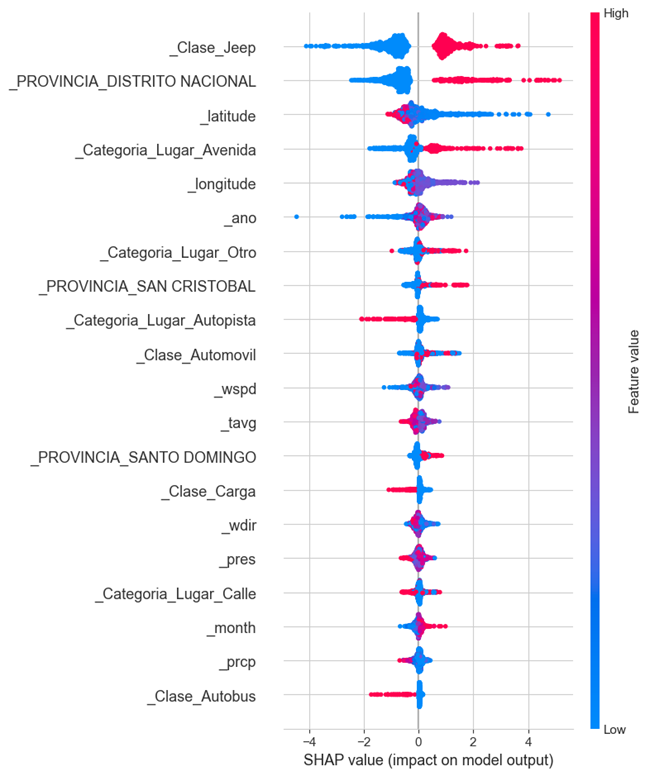 High
_Clase_Jeep
_PROVINCIA_DISTRITO NACIONAL
_latitude
_Categoria_Lugar_Avenida
_longitude
_ano
_Categoria_Lugar_Otro
_PROVINCIA_SAN CRISTOBAL
_Categoria_Lugar_Autopista
_Clase_Automovil
_wspd
_tavg
_PROVINCIA_SANTO DOMINGO
_Clase_Carga
_wdir
_pres
_Categoria_Lugar_Calle
_month
_prcp
_Clase_Autobus
Feature value
Low
−4 −2 0 2 4
SHAP value (impact on model output)